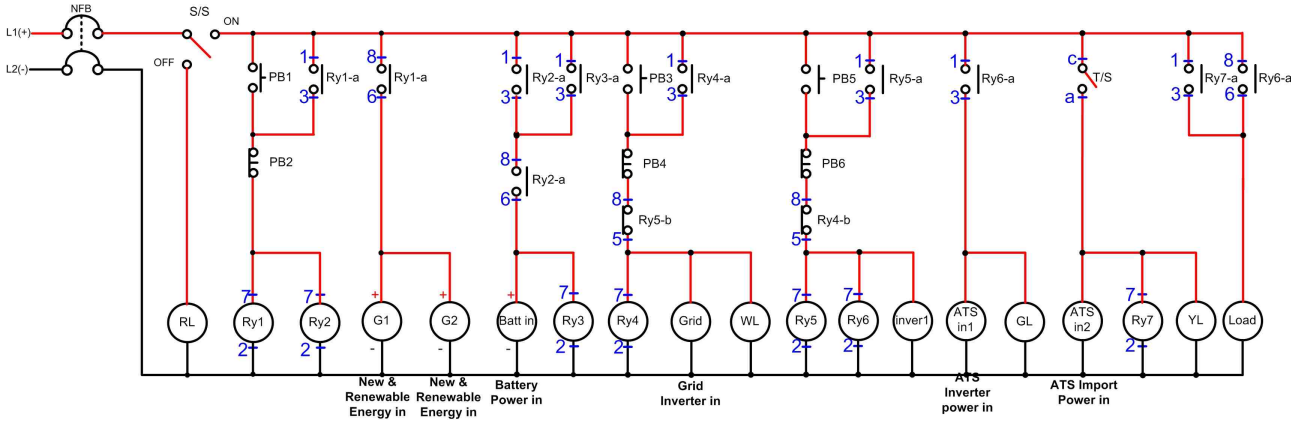 NFB
S/S
L1(+)
ON
L2(-)
OFF
1
8
1
1
1
1
1
c
1
8
PB1
Ry1-a
Ry1-a
Ry2-a
Ry3-a
PB3
Ry4-a
PB5
Ry5-a
Ry6-a
T/S
Ry7-a
Ry6-a
3
6
3
3
3
3
3
a
3
6
PB2
8
PB4
PB6
Ry2-a
6
8
8
Ry5-b
Ry4-b
5
5
7
7
+
+
+
7
7
7
7
7
RL
Ry1
Ry2
G1
G2
Batt in
Ry3
Ry4
Grid
WL
Ry5
Ry6
inver1
ATS
in1
GL
ATS
in2
Ry7
YL
Load
2
2
-
-
-
2
2
2
2
2
New &
Renewable
Energy in
New &
Renewable
Energy in
Battery
Power in
Grid
Inverter in
ATS
Inverter
power in
ATS Import
Power in